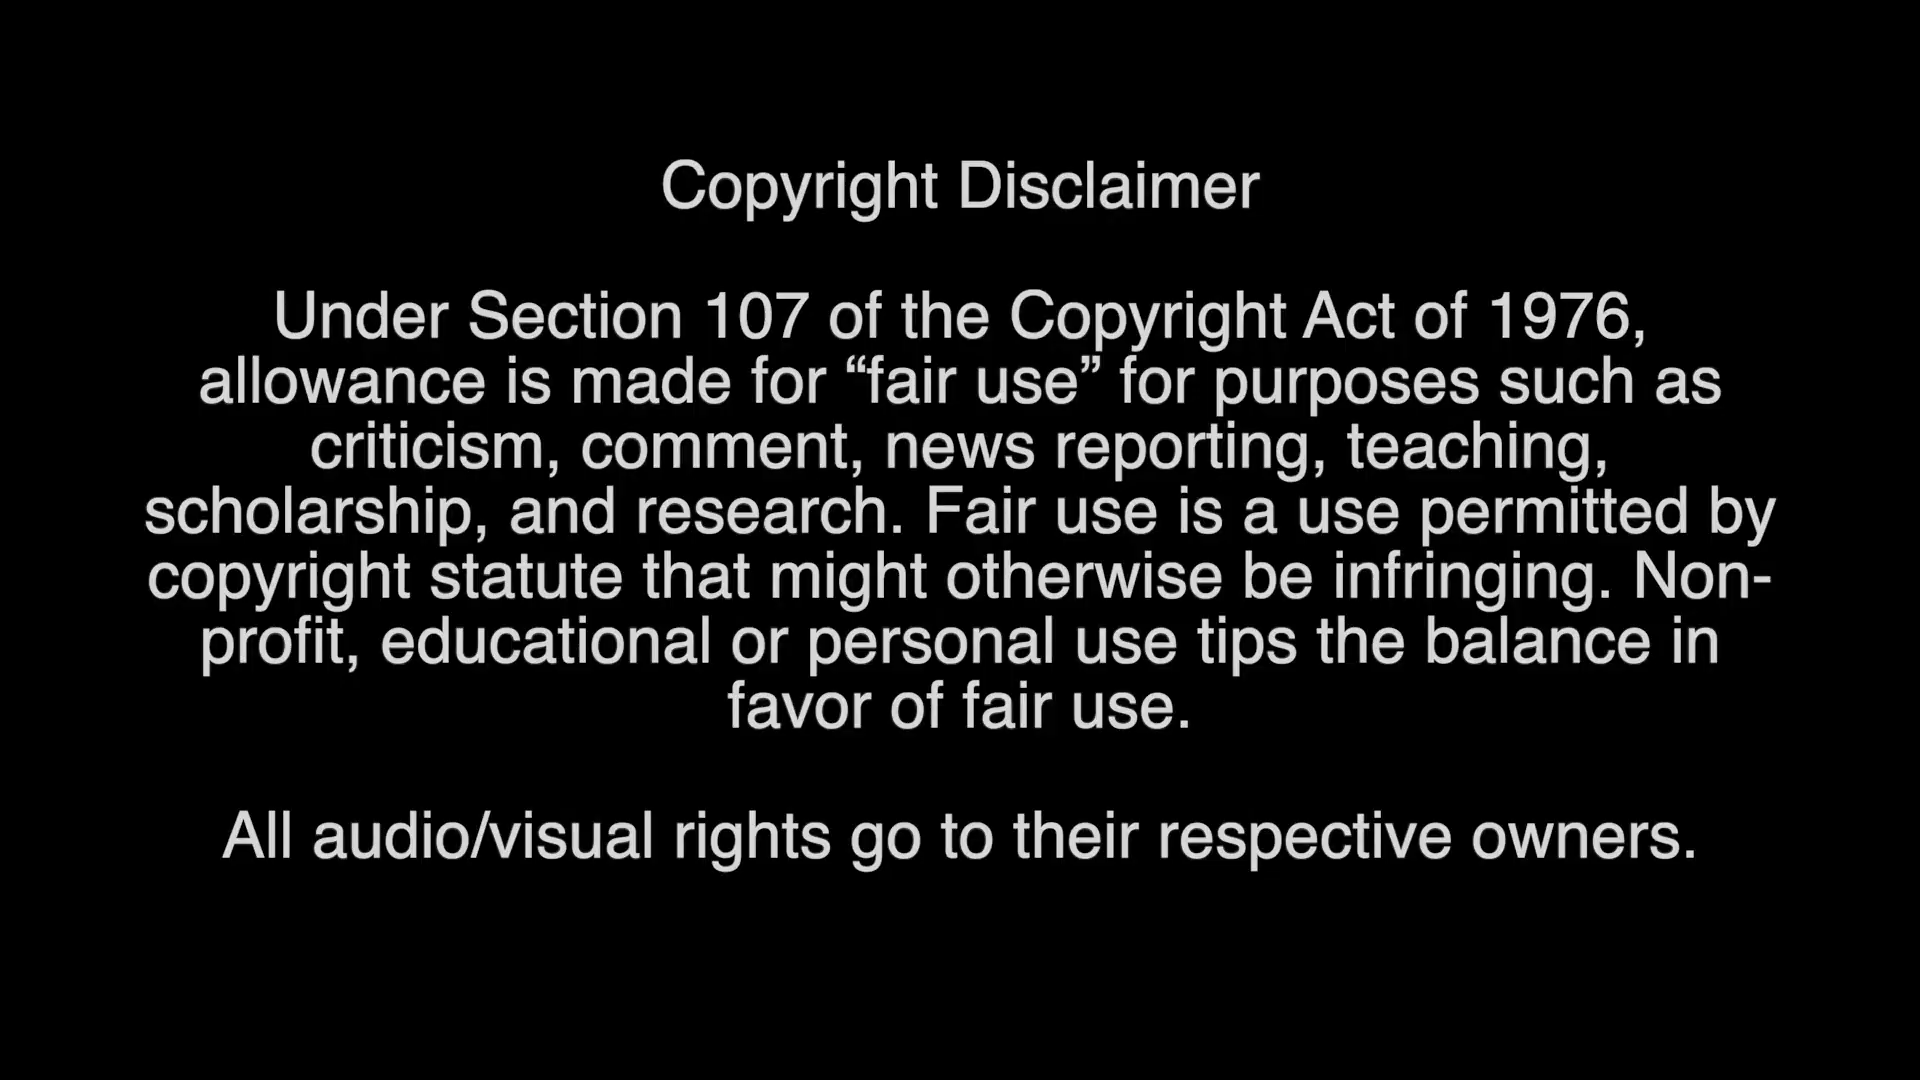 Copyright Disclaimer
Under Section 107 of the Copyright Act of 1976,
allowance is made for “fair use” for purposes such as
criticism, comment, news reporting, teaching,
scholarship, and research. Fair use is a use permitted by
copyright statute that might otherwise be infringing. Non-
profit, educational or personal use tips the balance in
favor of fair use.
All audio/visual rights go to their respective owners.